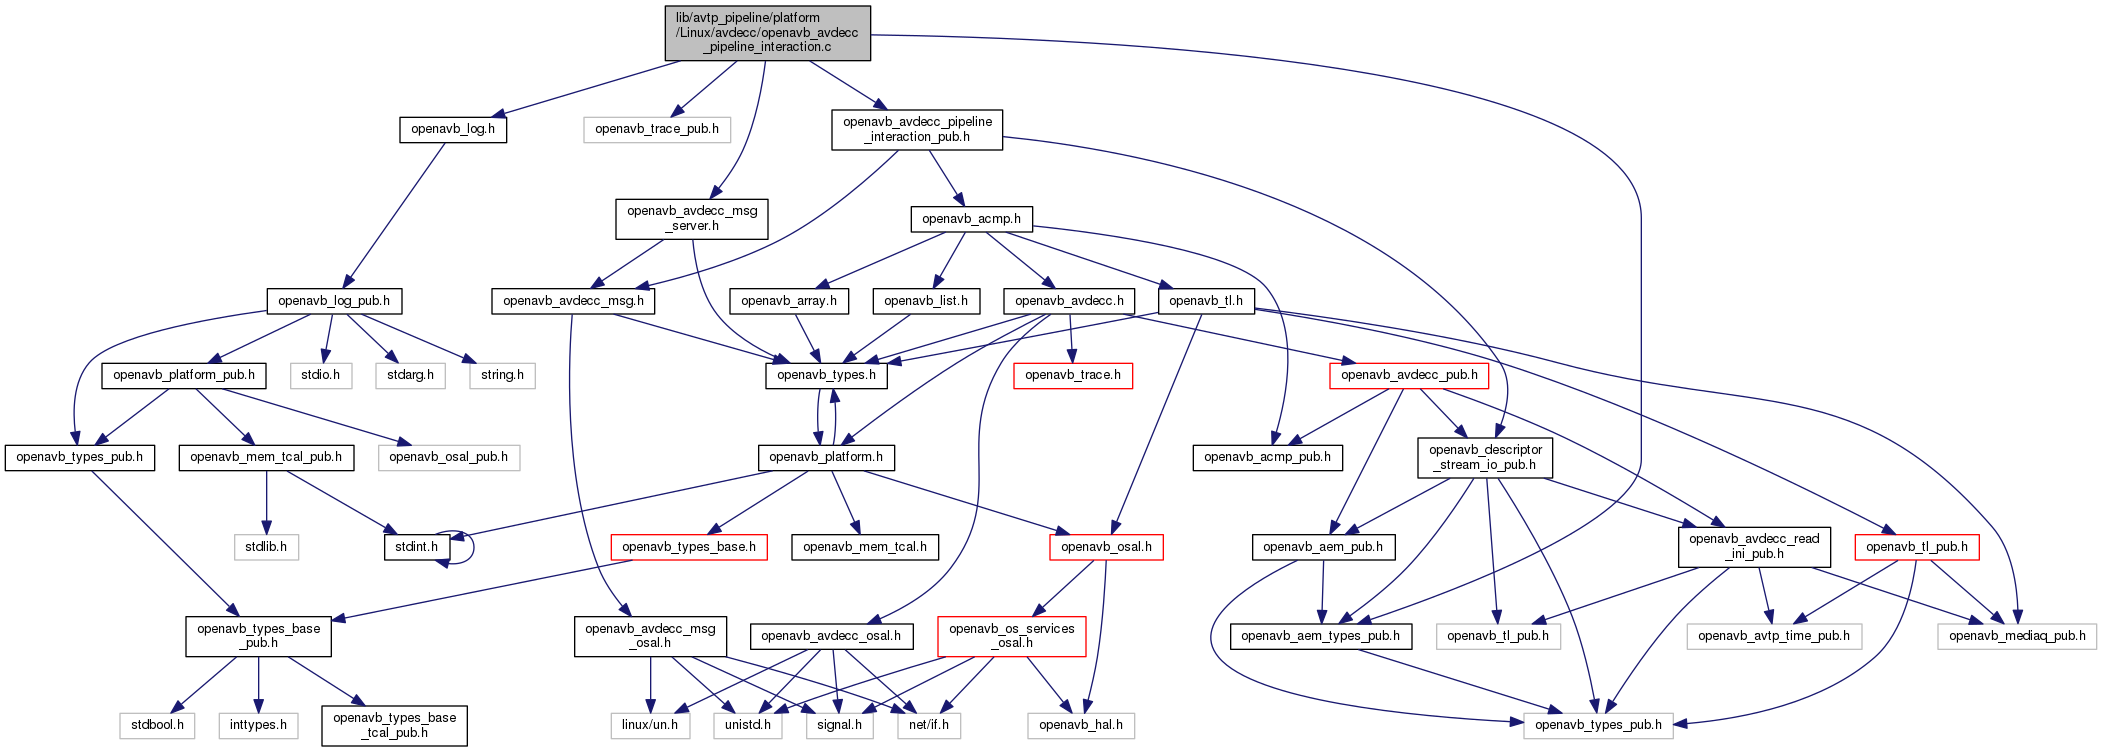 lib/avtp_pipeline/platform
/Linux/avdecc/openavb_avdecc
_pipeline_interaction.c
openavb_log.h
openavb_trace_pub.h
openavb_avdecc_pipeline
_interaction_pub.h
openavb_avdecc_msg
_server.h
openavb_acmp.h
openavb_log_pub.h
openavb_avdecc_msg.h
openavb_array.h
openavb_list.h
openavb_avdecc.h
openavb_tl.h
openavb_platform_pub.h
stdio.h
stdarg.h
string.h
openavb_types.h
openavb_trace.h
openavb_avdecc_pub.h
openavb_types_pub.h
openavb_mem_tcal_pub.h
openavb_osal_pub.h
openavb_platform.h
openavb_acmp_pub.h
openavb_descriptor
_stream_io_pub.h
stdlib.h
stdint.h
openavb_types_base.h
openavb_mem_tcal.h
openavb_osal.h
openavb_aem_pub.h
openavb_avdecc_read
_ini_pub.h
openavb_tl_pub.h
openavb_types_base
_pub.h
openavb_avdecc_msg
_osal.h
openavb_avdecc_osal.h
openavb_os_services
_osal.h
openavb_aem_types_pub.h
openavb_tl_pub.h
openavb_avtp_time_pub.h
openavb_mediaq_pub.h
stdbool.h
inttypes.h
openavb_types_base
_tcal_pub.h
linux/un.h
unistd.h
signal.h
net/if.h
openavb_hal.h
openavb_types_pub.h